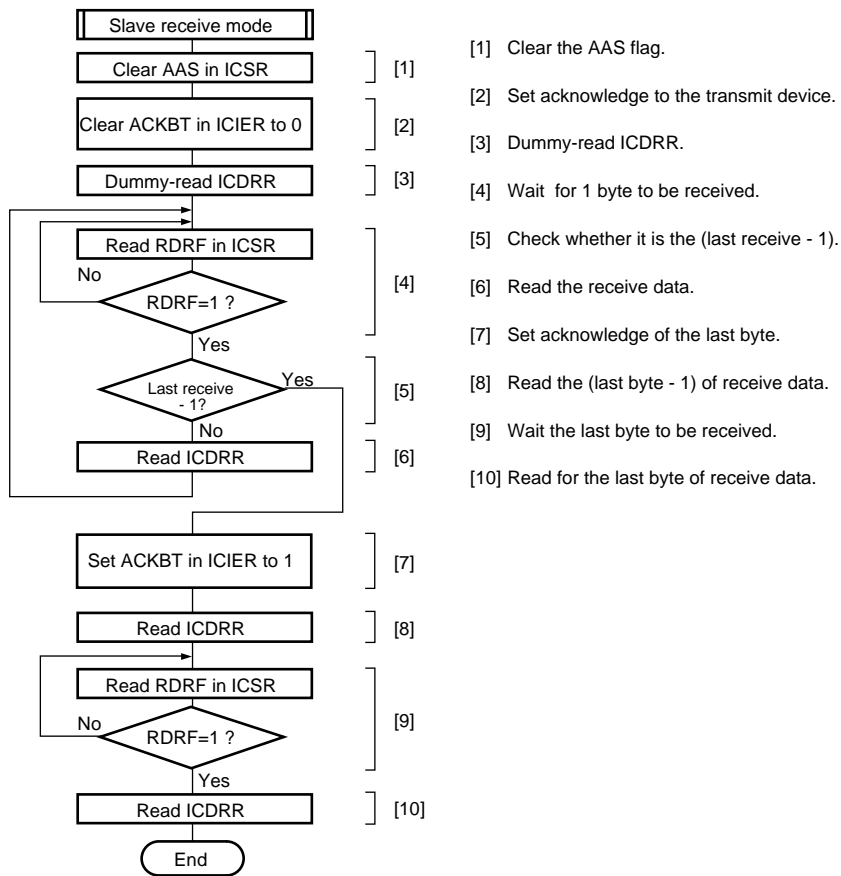 Slave receive mode
Clear AAS in ICSR
[1]
Clear ACKBT in ICIER to 0
[2]
Dummy-read ICDRR
[3]
Read RDRF in ICSR
No
RDRF=1 ?
[4]
Yes
Last receive
- 1?
Yes
[5]
No
Read ICDRR
[6]
Set ACKBT in ICIER to 1
[7]
Read ICDRR
[8]
Read RDRF in ICSR
No
RDRF=1 ?
[9]
Yes
Read ICDRR
[10]
End
[1] Clear the AAS flag.
[2] Set acknowledge to the transmit device.
[3] Dummy-read ICDRR.
[4] Wait for 1 byte to be received.
[5] Check whether it is the (last receive - 1).
[6] Read the receive data.
[7] Set acknowledge of the last byte.
[8] Read the (last byte - 1) of receive data.
[9] Wait the last byte to be received.
[10] Read for the last byte of receive data.